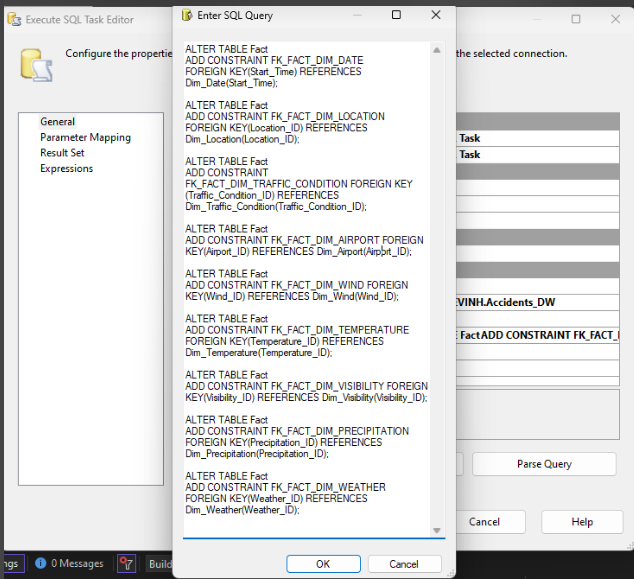 Execute SQL Task Editor
Enter SQL Query
Configure the propertie
the selected connection.
General
Parameter Mapping
Result Set
Expressions
ALTER TABLE Fact
ADD CONSTRAINT FK_FACT_DIM_DATE
FOREIGN KEY(Start_Time) REFERENCES
Dim_Date(Start_Time);
ALTER TABLE Fact
ADD CONSTRAINT FK_FACT_DIM_LOCATION
FOREIGN KEY(Location_ID) REFERENCES
Dim_Location(Location_ID);
ALTER TABLE Fact
ADD CONSTRAINT
FK_FACT_DIM_TRAFFIC_CONDITION FOREIGN KEY
(Traffic_Condition_ID) REFERENCES
Dim_Traffic_Condition(Traffic_Condition_ID);
ALTER TABLE Fact
ADD CONSTRAINT FK_FACT_DIM_AIRPORT FOREIGN
KEY(Airport_ID) REFERENCES Dim_Airport(Airport_ID);
ALTER TABLE Fact
ADD CONSTRAINT FK_FACT_DIM_WIND FOREIGN
KEY(Wind_ID) REFERENCES Dim_Wind(Wind_ID);
ALTER TABLE Fact
ADD CONSTRAINT FK_FACT_DIM_TEMPERATURE
FOREIGN KEY(Temperature_ID) REFERENCES
Dim_Temperature(Temperature_ID);
ALTER TABLE Fact
ADD CONSTRAINT FK_FACT_DIM_VISIBILITY FOREIGN
KEY(Visibility_ID) REFERENCES Dim_Visibility(Visibility_ID);
ALTER TABLE Fact
ADD CONSTRAINT FK_FACT_DIM_PRECIPITATION
FOREIGN KEY(Precipitation_ID) REFERENCES
Dim_Precipitation(Precipitation_ID);
ALTER TABLE Fact
ADD CONSTRAINT FK_FACT_DIM_WEATHER
FOREIGN KEY(Weather_ID) REFERENCES
Dim_Weather(Weather_ID);
Task
Task
EVINH.Accidents_DW
E FactADD CONSTRAINT FK_FACT_
Parse Query
Cancel
Help
OK
Cancel
ngs
0 Messages
Build